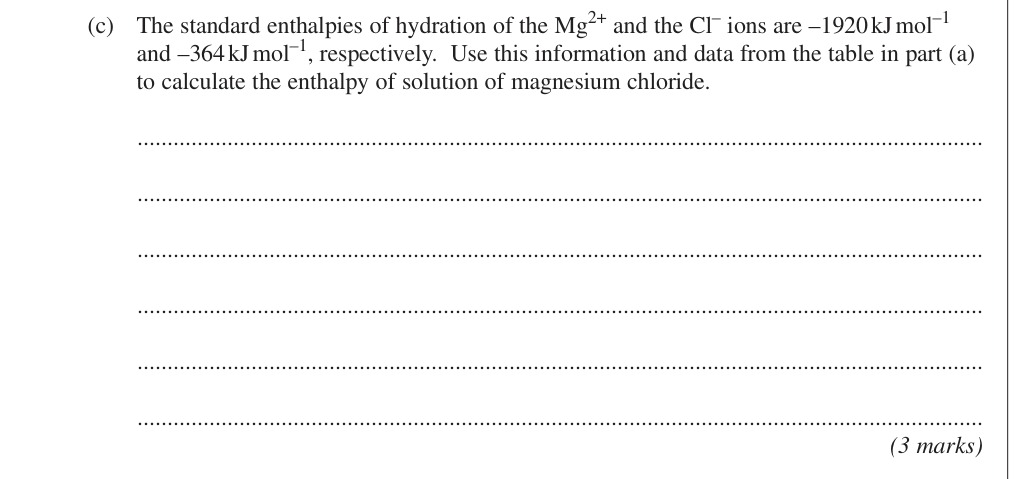 (c) The standard enthalpies of hydration of the Mg²⁺ and the Cl⁻ ions are –1920 kJ mol⁻¹
and –364 kJ mol⁻¹, respectively. Use this information and data from the table in part (a)
to calculate the enthalpy of solution of magnesium chloride.
(3 marks)